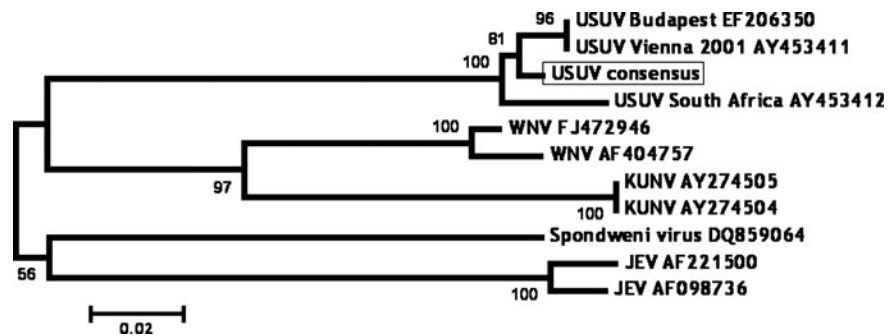 96
USUV Budapest EF206350
81
USUV Vienna 2001 AY453411
100
USUV consensus
USUV South Africa AY453412
100
WNV FJ472946
WNV AF404757
97
KUNV AY274505
100
KUNV AY274504
Spondweni virus DQ859064
56
JEV AF221500
100
JEV AF098736
0.02